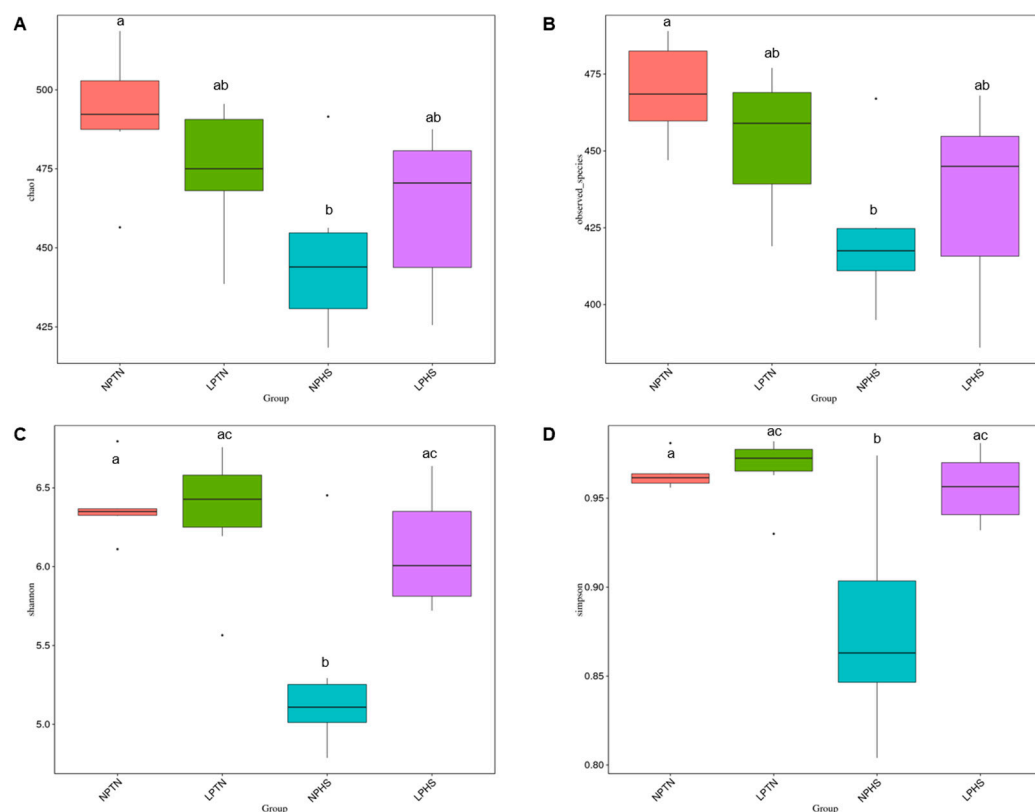 A
a
ab
ab
b
500
475
450
425
chao1
NPTN
LPTN
NPHS
LPHS
Group
B
a
ab
ab
b
475
450
425
400
observed_species
NPTN
LPTN
NPHS
LPHS
Group
C
a
ac
b
ac
6.5
6.0
5.5
5.0
shannon
NPTN
LPTN
NPHS
LPHS
Group
D
a
ac
b
ac
0.95
0.90
0.85
0.80
simpson
NPTN
LPTN
NPHS
LPHS
Group